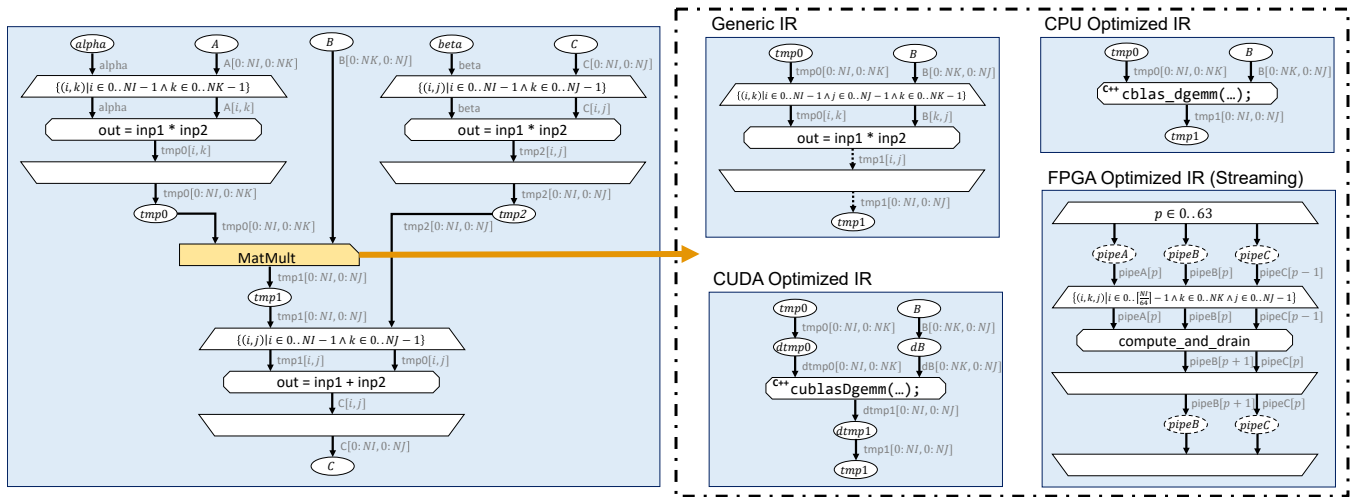 alpha
A
B
beta
C
alpha
A[0: NI, 0: NK]
B[0: NK, 0: NJ]
beta
C[0: NI, 0: NJ]
{(i, k)|i ∈ 0..NI − 1 ∧ k ∈ 0..NK − 1}
{(i, j)|i ∈ 0..NI − 1 ∧ k ∈ 0..NJ − 1}
alpha
A[i, k]
beta
C[i, j]
out = inp1 * inp2
out = inp1 * inp2
tmp0[i, k]
tmp2[i, j]
tmp0[0: NI, 0: NK]
tmp2[0: NI, 0: NJ]
tmp0
tmp2
tmp0[0: NI, 0: NK]
tmp2[0: NI, 0: NJ]
MatMult
tmp1[0: NI, 0: NJ]
tmp1
tmp1[0: NI, 0: NJ]
{(i, j)|i ∈ 0..NI − 1 ∧ k ∈ 0..NJ − 1}
tmp1[i, j]
tmp0[i, j]
out = inp1 + inp2
C[i, j]
C[0: NI, 0: NJ]
C
Generic IR
tmp0
B
tmp0[0: NI, 0: NK]
B[0: NK, 0: NJ]
{(i, k)|i ∈ 0..NI − 1 ∧ j ∈ 0..NJ − 1 ∧ k ∈ 0..NK − 1}
tmp0[i, k]
B[k, j]
out = inp1 * inp2
tmp1[i, j]
tmp1[0: NI, 0: NJ]
tmp1
CPU Optimized IR
tmp0
B
tmp0[0: NI, 0: NK]
B[0: NK, 0: NJ]
C++ cblas_dgemm(…);
tmp1[0: NI, 0: NJ]
tmp1
CUDA Optimized IR
tmp0
B
tmp0[0: NI, 0: NK]
B[0: NK, 0: NJ]
dtmp0
dB
dtmp0[0: NI, 0: NK]
dB[0: NK, 0: NJ]
C++ cublasDgemm(…);
dtmp1[0: NI, 0: NJ]
dtmp1
tmp1[0: NI, 0: NJ]
tmp1
FPGA Optimized IR (Streaming)
p ∈ 0..63
pipeA
pipeB
pipeC
pipeA[p]
pipeB[p]
pipeC[p − 1]
{(i, k, j)|i ∈ 0..⌈NI/64⌉ − 1 ∧ k ∈ 0..NK ∧ j ∈ 0..NJ − 1}
pipeA[p]
pipeB[p]
pipeC[p − 1]
compute_and_drain
pipeB[p + 1]
pipeC[p]
pipeB[p + 1]
pipeC[p]
pipeB
pipeC